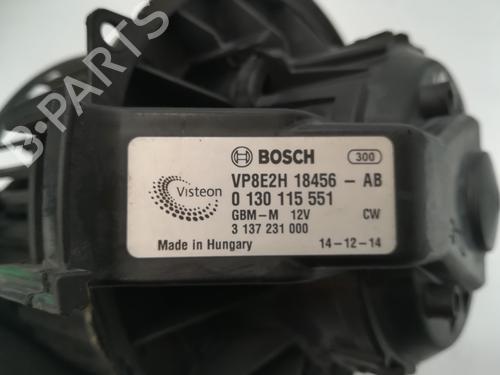 B-PARTS
BOSCH
300
Visteon
VP8E2H 18456 – AB
0 130 115 551
GBM–M 12V CW
3 137 231 000
Made in Hungary 14–12–14